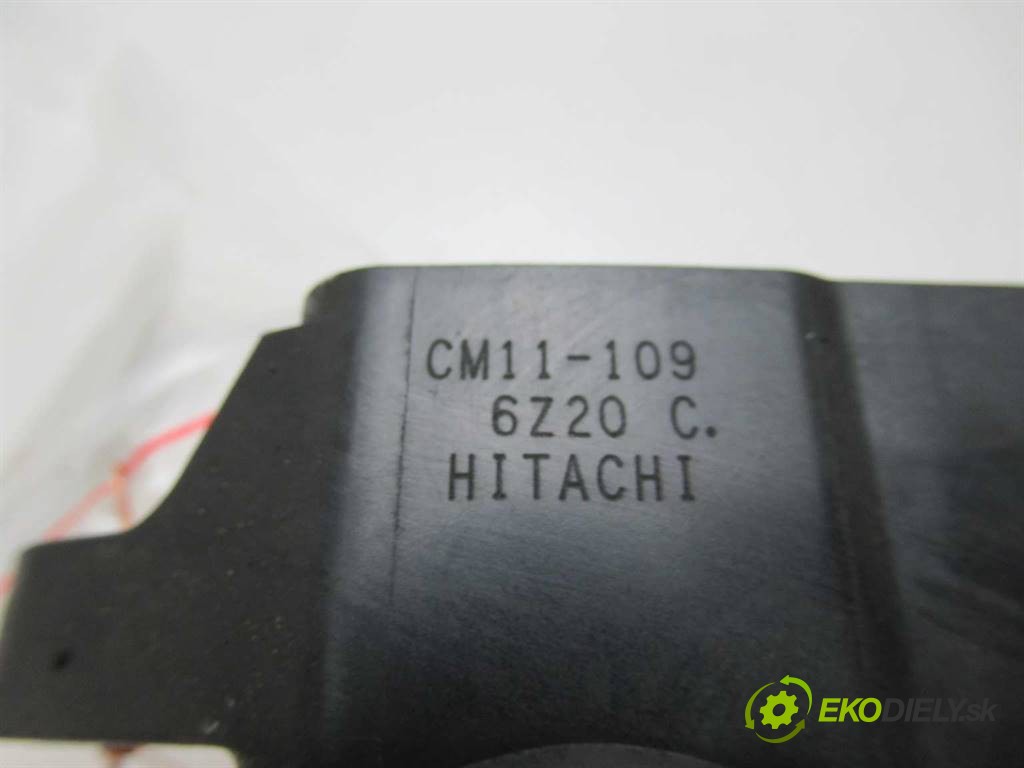 CM11-109
6Z20 C.
HITACHI
EKODIELY.sk